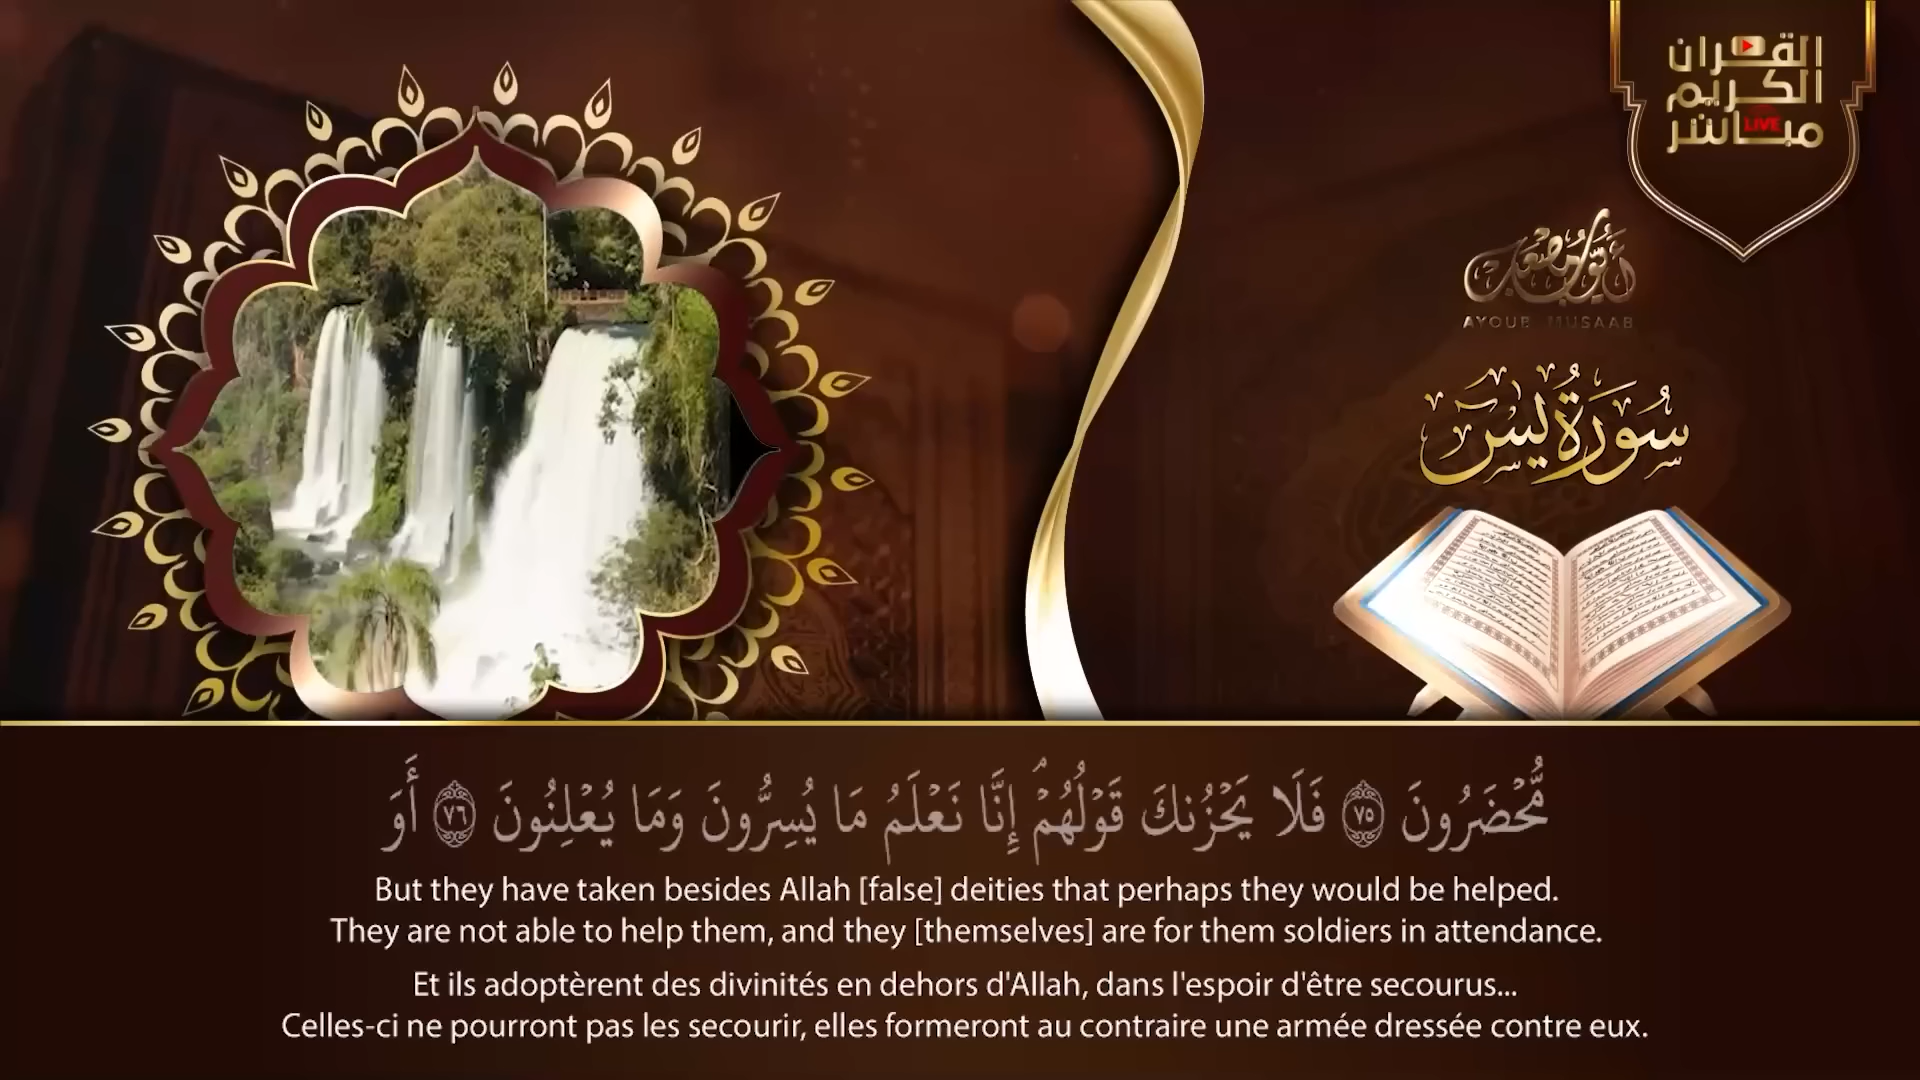 القرآن
الكريم
مباشر
LIVE
أيوب مصعب
AYOUB MUSAAB
سُورَةُ يسٓ
مُّحْضَرُونَ ۝٧٥ فَلَا يَحْزُنكَ قَوْلُهُمْ ۘ إِنَّا نَعْلَمُ مَا يُسِرُّونَ وَمَا يُعْلِنُونَ ۝٧٦ أَوَ
But they have taken besides Allah [false] deities that perhaps they would be helped.
They are not able to help them, and they [themselves] are for them soldiers in attendance.
Et ils adoptèrent des divinités en dehors d'Allah, dans l'espoir d'être secourus...
Celles-ci ne pourront pas les secourir, elles formeront au contraire une armée dressée contre eux.